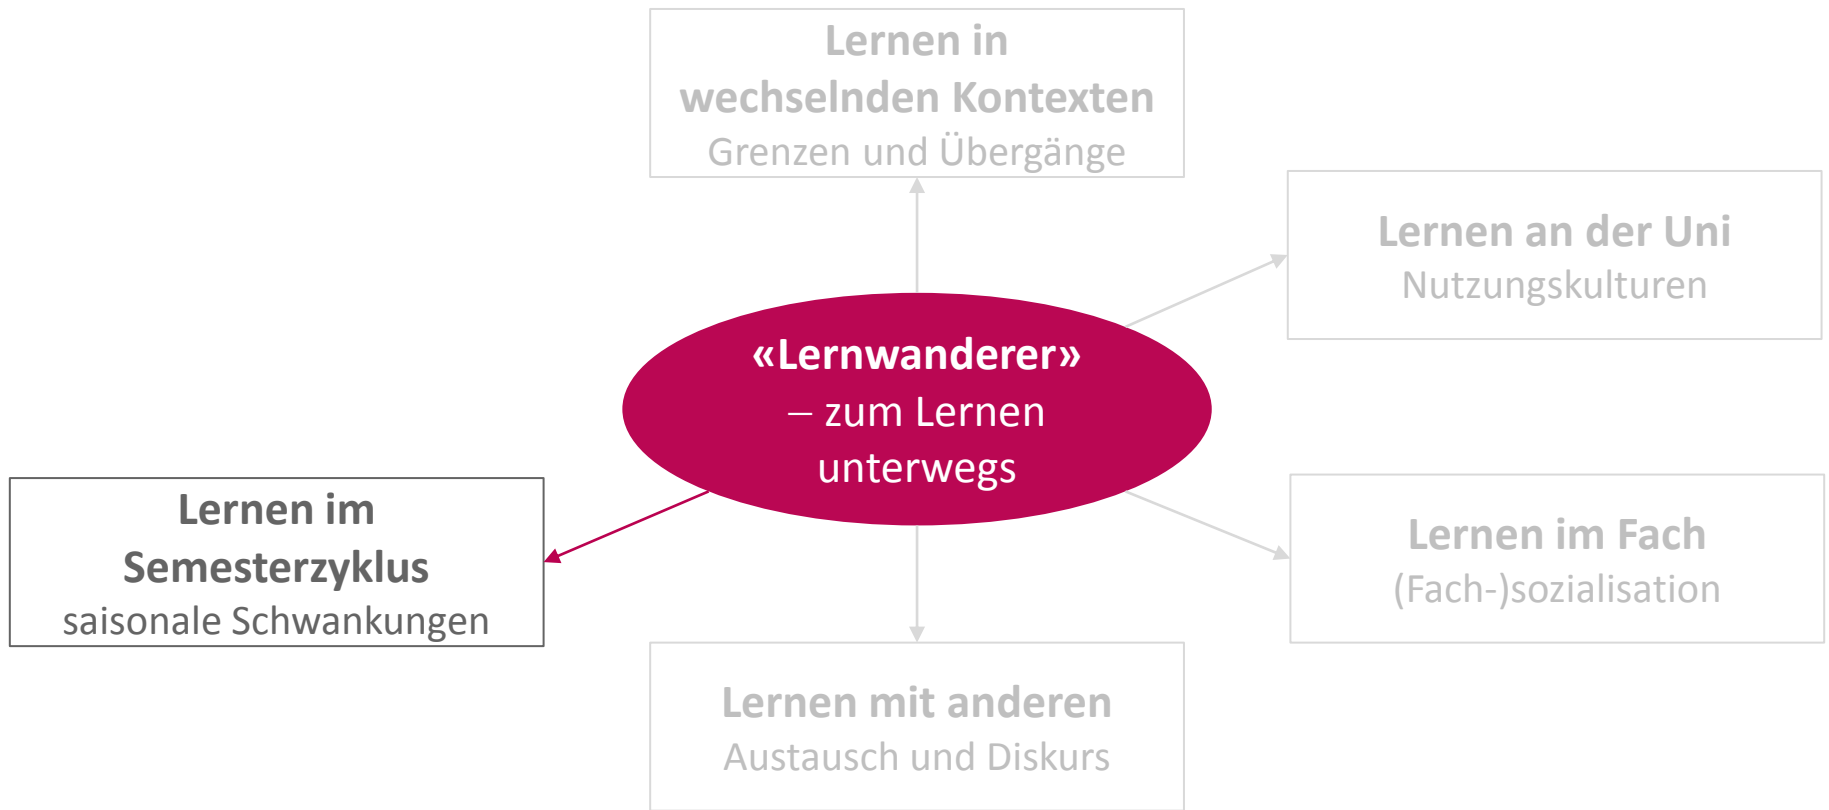 Lernen in
wechselnden Kontexten
Grenzen und Übergänge
Lernen an der Uni
Nutzungskulturen
«Lernwanderer»
– zum Lernen
unterwegs
Lernen im
Semesterzyklus
saisonale Schwankungen
Lernen im Fach
(Fach-)sozialisation
Lernen mit anderen
Austausch und Diskurs